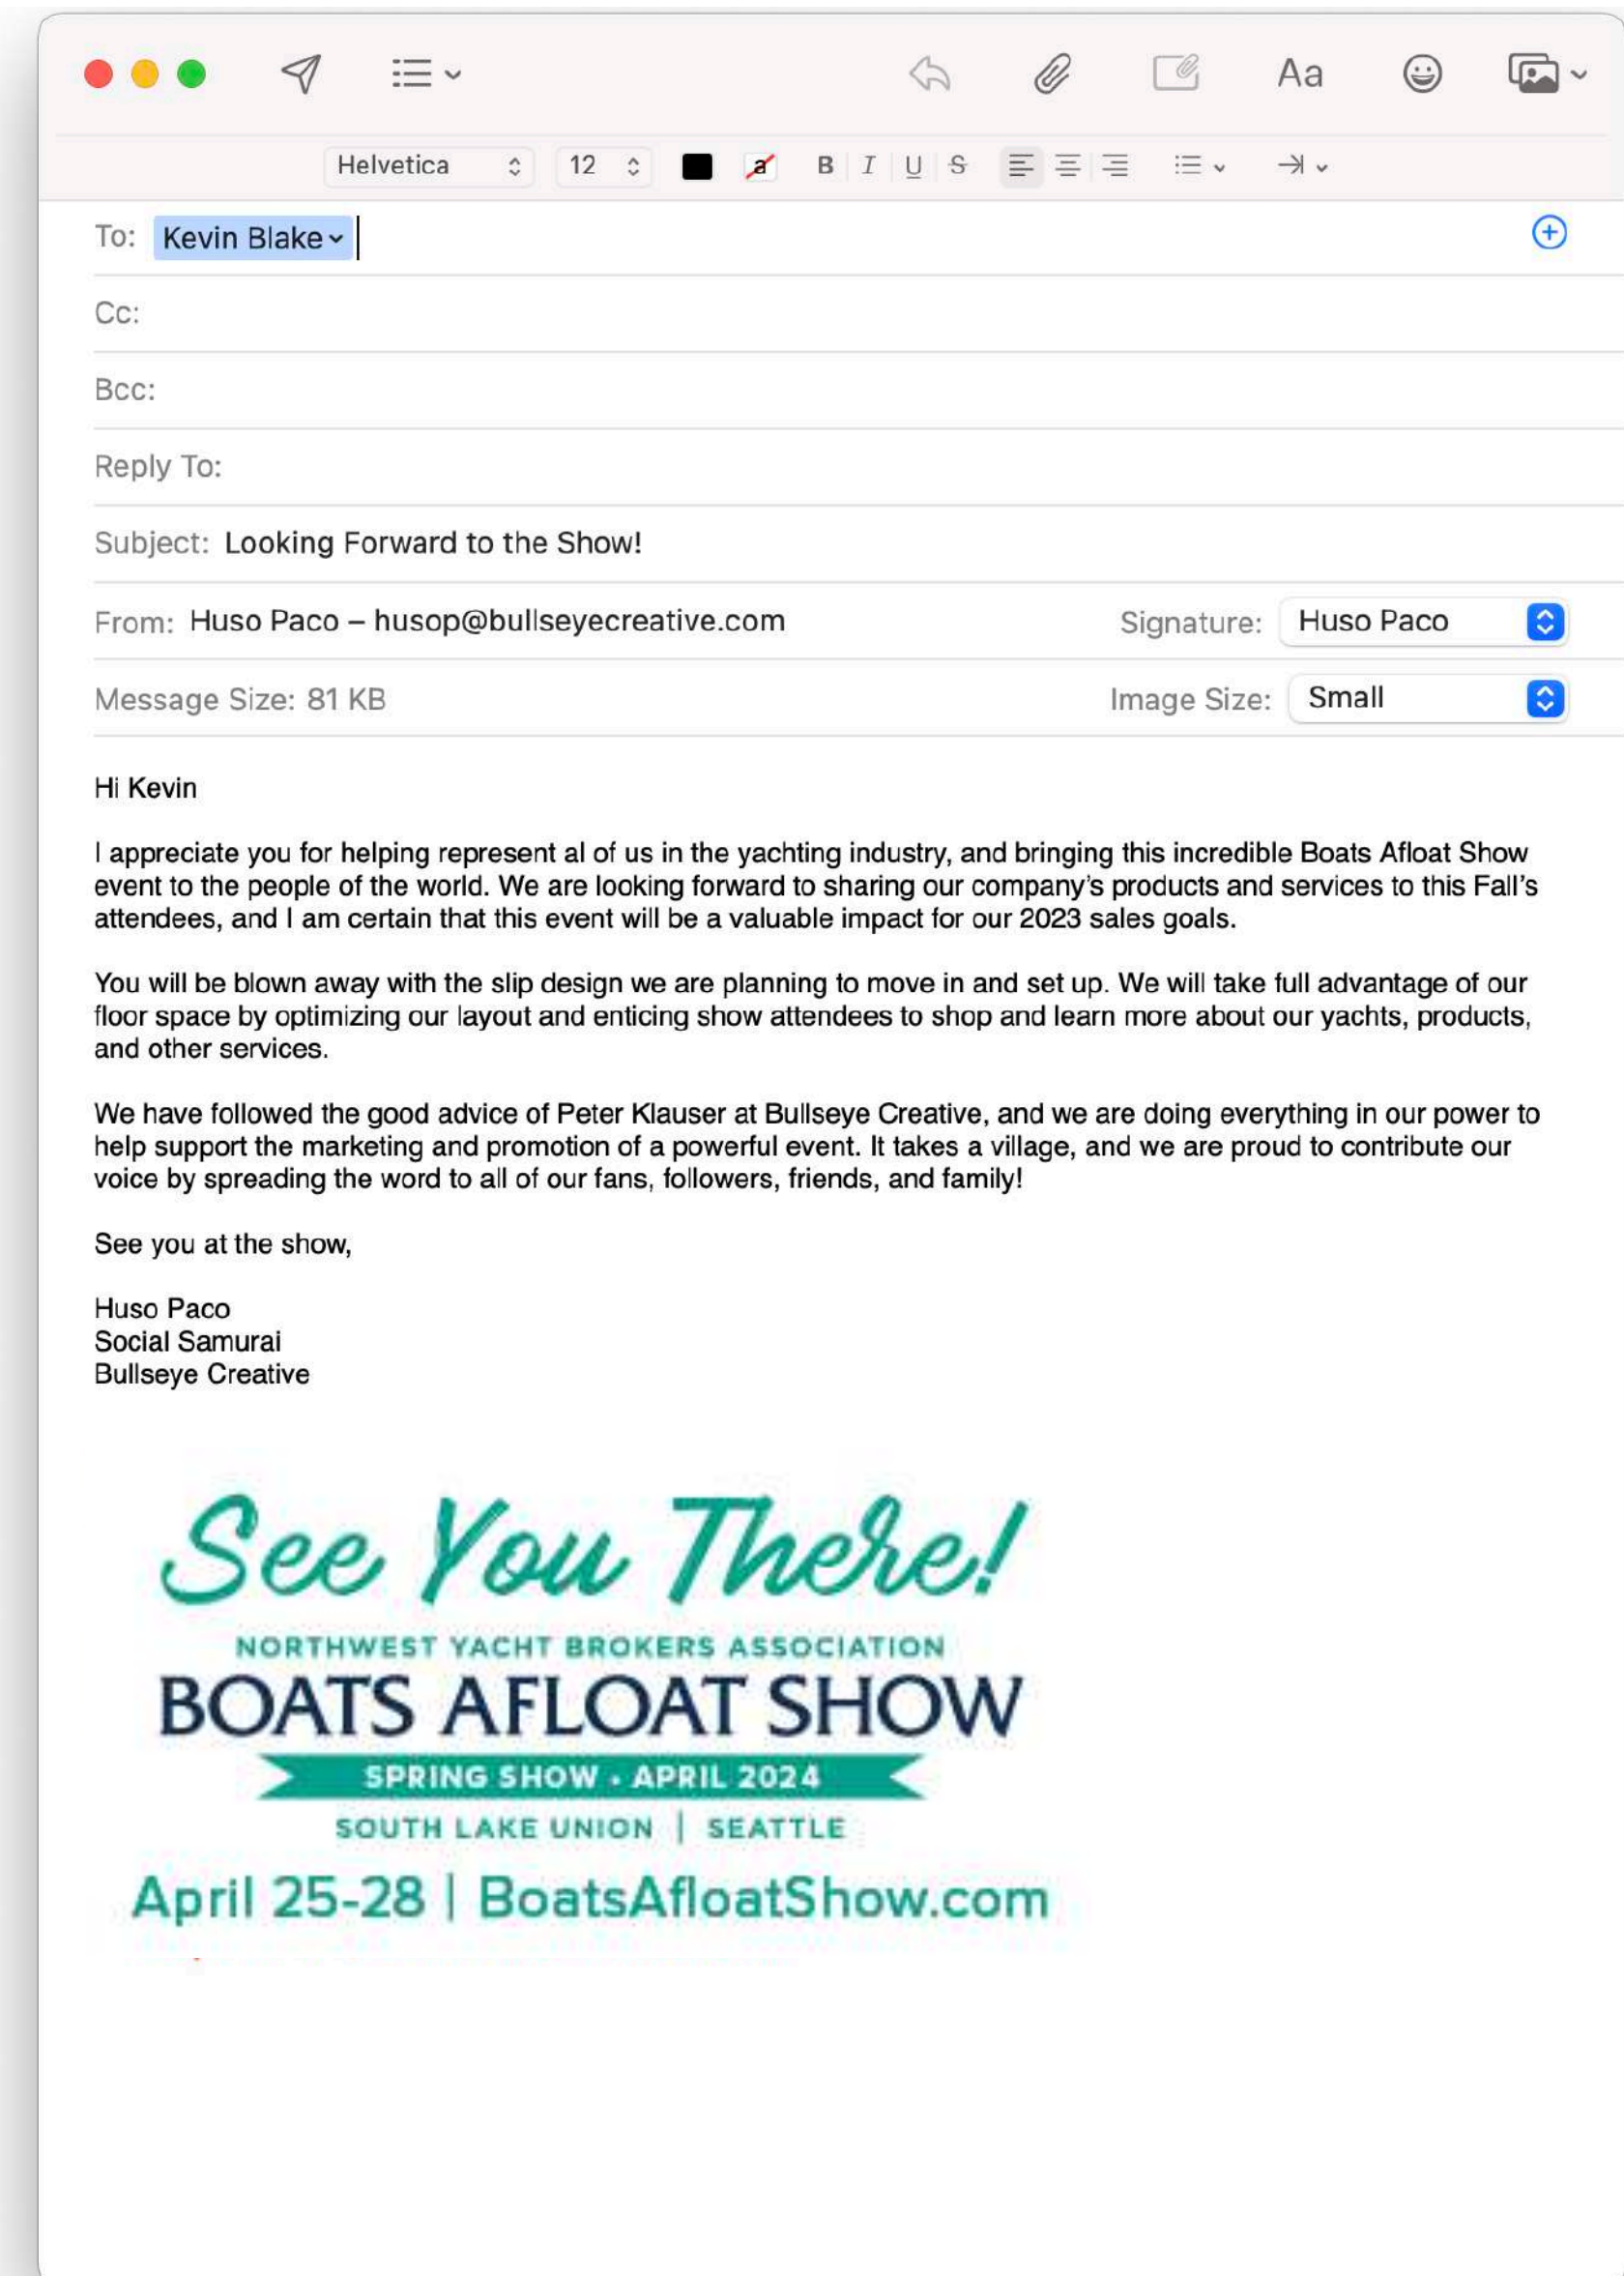 Aa
Helvetica 12 a B I U S
To: Kevin Blake
Cc:
Bcc:
Reply To:
Subject: Looking Forward to the Show!
From: Huso Paco – husop@bullseyecreative.com Signature: Huso Paco
Message Size: 81 KB Image Size: Small
Hi Kevin
I appreciate you for helping represent al of us in the yachting industry, and bringing this incredible Boats Afloat Show
event to the people of the world. We are looking forward to sharing our company’s products and services to this Fall’s
attendees, and I am certain that this event will be a valuable impact for our 2023 sales goals.
You will be blown away with the slip design we are planning to move in and set up. We will take full advantage of our
floor space by optimizing our layout and enticing show attendees to shop and learn more about our yachts, products,
and other services.
We have followed the good advice of Peter Klauser at Bullseye Creative, and we are doing everything in our power to
help support the marketing and promotion of a powerful event. It takes a village, and we are proud to contribute our
voice by spreading the word to all of our fans, followers, friends, and family!
See you at the show,
Huso Paco
Social Samurai
Bullseye Creative
See You There!
NORTHWEST YACHT BROKERS ASSOCIATION
BOATS AFLOAT SHOW
SPRING SHOW • APRIL 2024
SOUTH LAKE UNION | SEATTLE
April 25-28 | BoatsAfloatShow.com